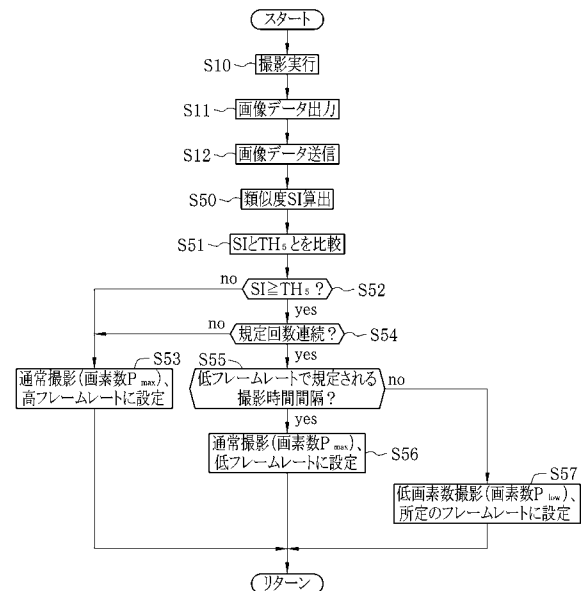 スタート
S10
撮影実行
S11
画像データ出力
S12
画像データ送信
S50
類似度SI算出
S51
SIとTH5とを比較
no
SI≧TH5?
S52
yes
no
規定回数連続?
S54
S53
S55
yes
通常撮影(画素数Pmax)、
高フレームレートに設定
低フレームレートで規定される
撮影時間間隔?
no
yes
通常撮影(画素数Pmax)、
低フレームレートに設定
S56
S57
低画素数撮影(画素数Plow)、
所定のフレームレートに設定
リターン